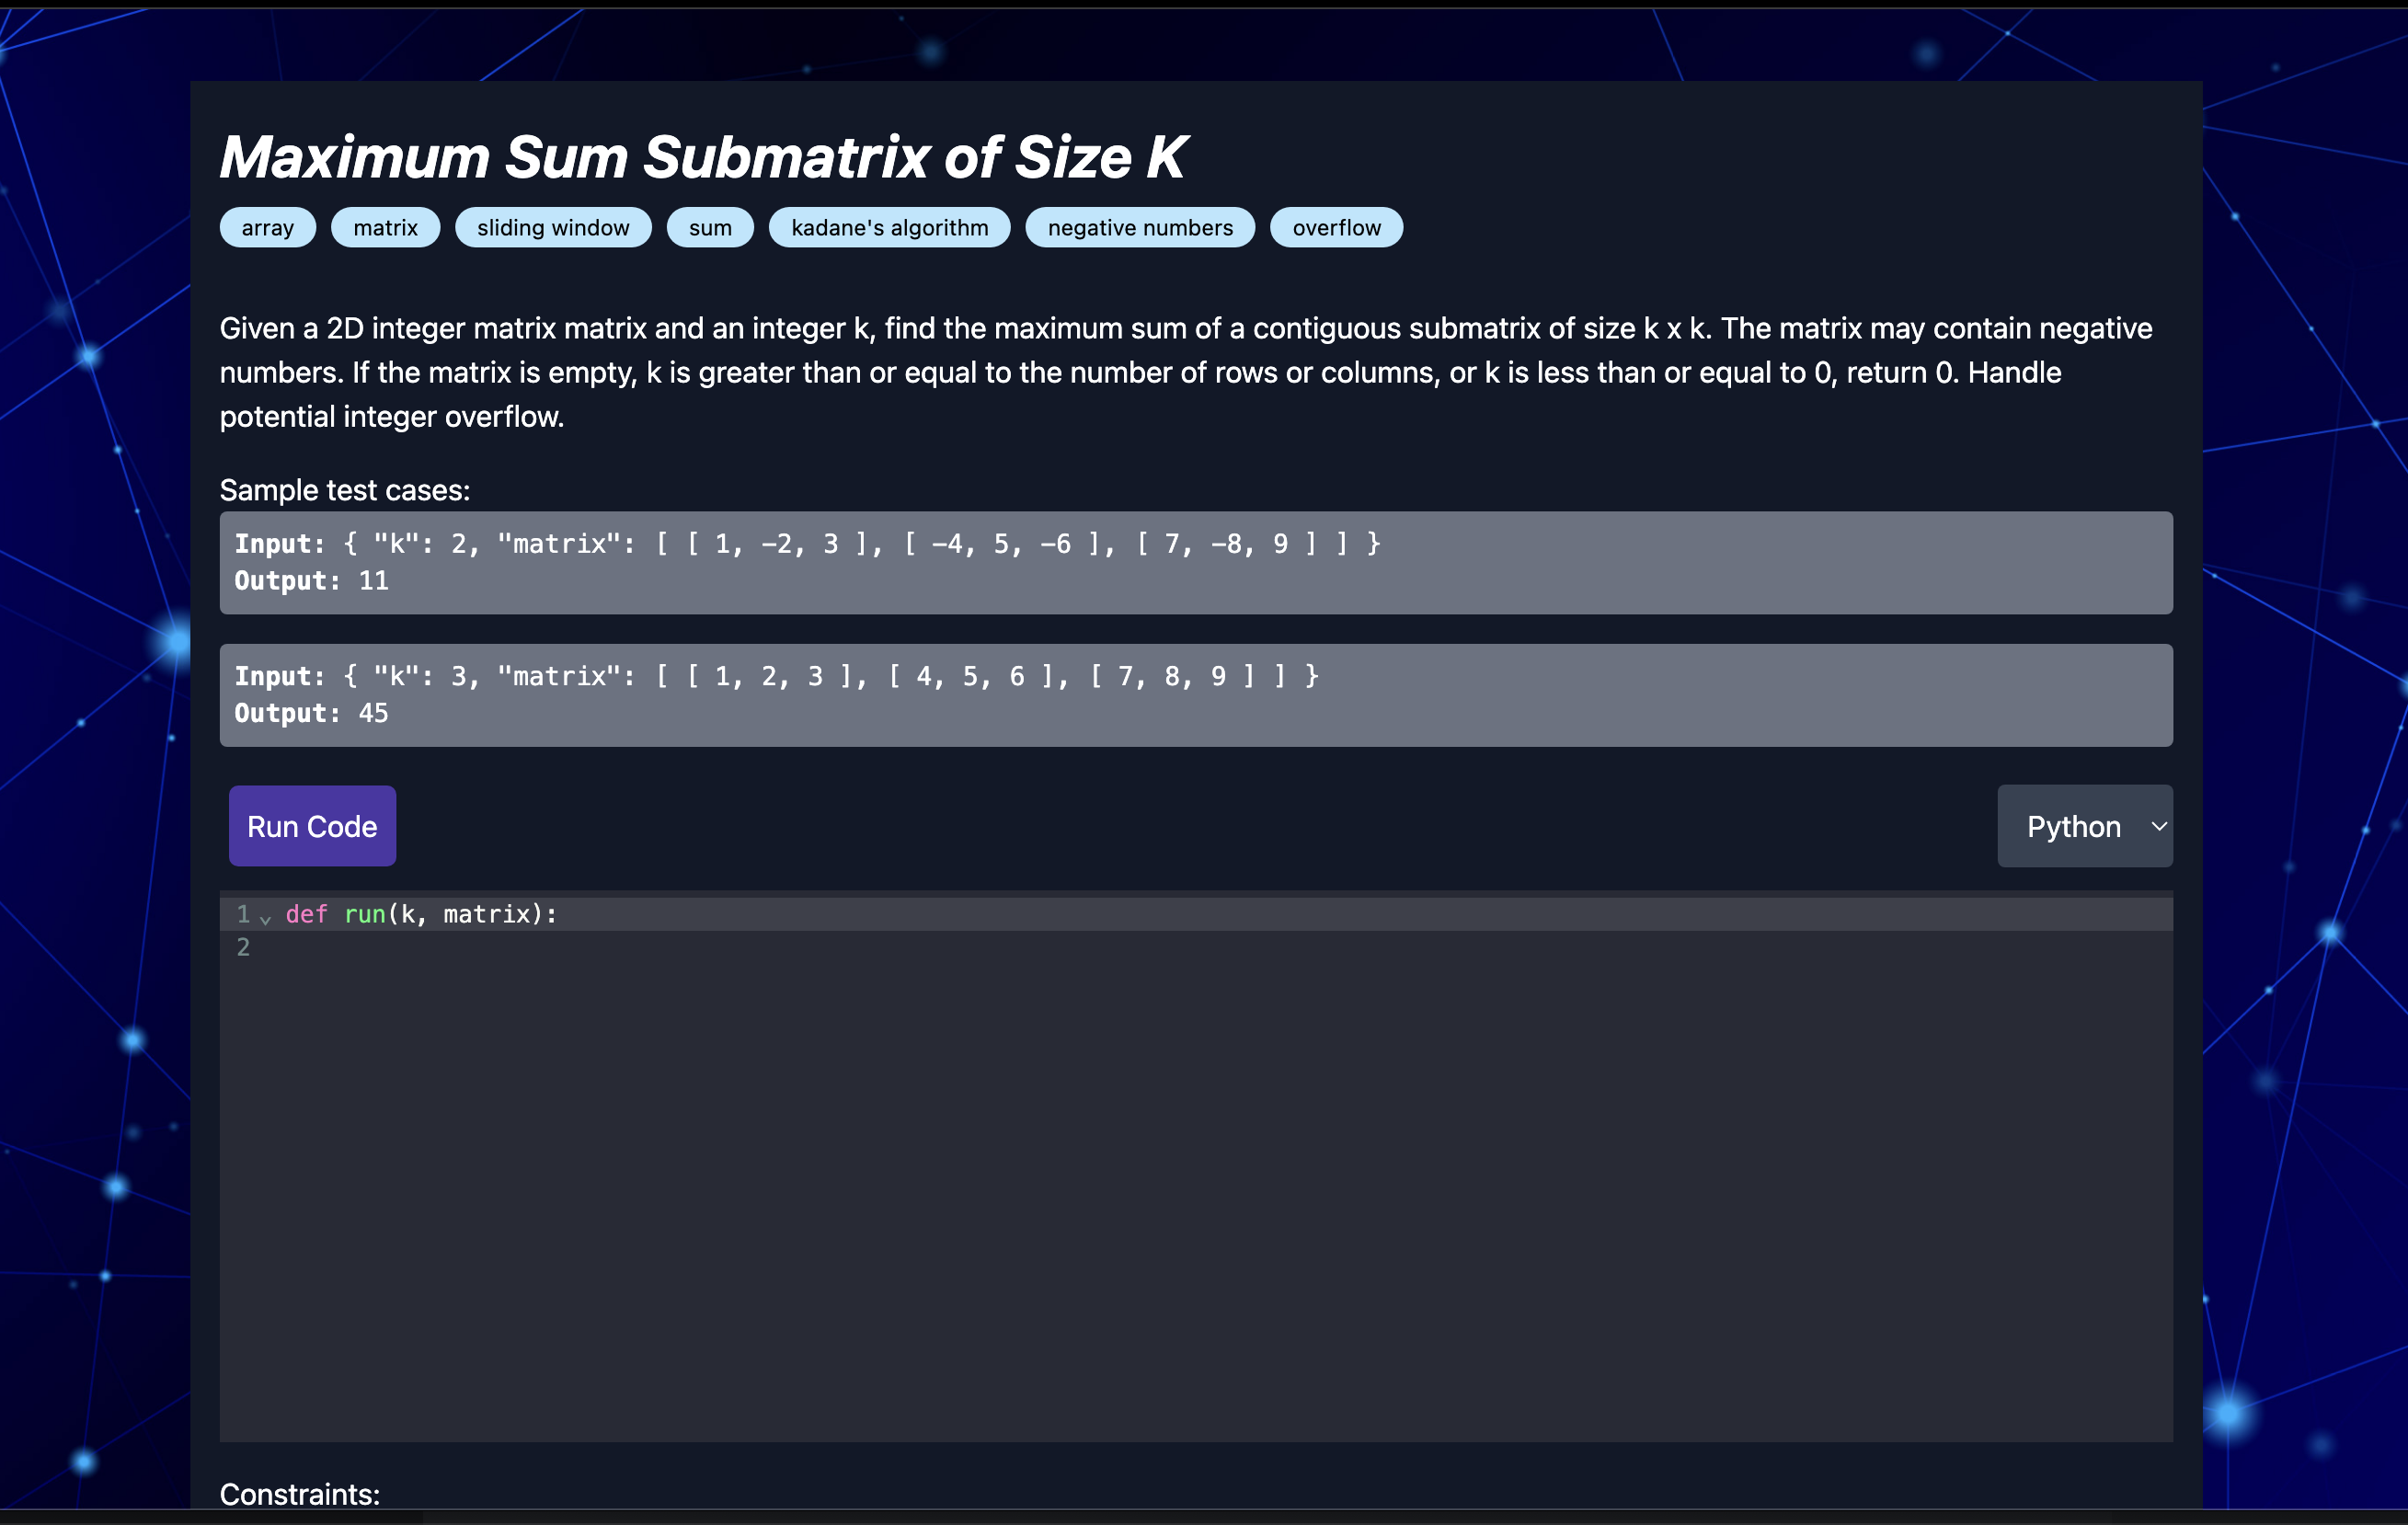 Maximum Sum Submatrix of Size K
array matrix sliding window sum kadane's algorithm negative numbers overflow
Given a 2D integer matrix matrix and an integer k, find the maximum sum of a contiguous submatrix of size k x k. The matrix may contain negative
numbers. If the matrix is empty, k is greater than or equal to the number of rows or columns, or k is less than or equal to 0, return 0. Handle
potential integer overflow.
Sample test cases:
Input: { "k": 2, "matrix": [ [ 1, -2, 3 ], [ -4, 5, -6 ], [ 7, -8, 9 ] ] }
Output: 11
Input: { "k": 3, "matrix": [ [ 1, 2, 3 ], [ 4, 5, 6 ], [ 7, 8, 9 ] ] }
Output: 45
Run Code Python
1 def run(k, matrix):
2
Constraints: